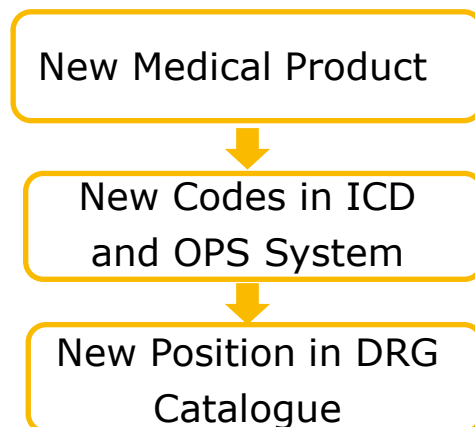 New Medical Product
New Codes in ICD
and OPS System
New Position in DRG
Catalogue